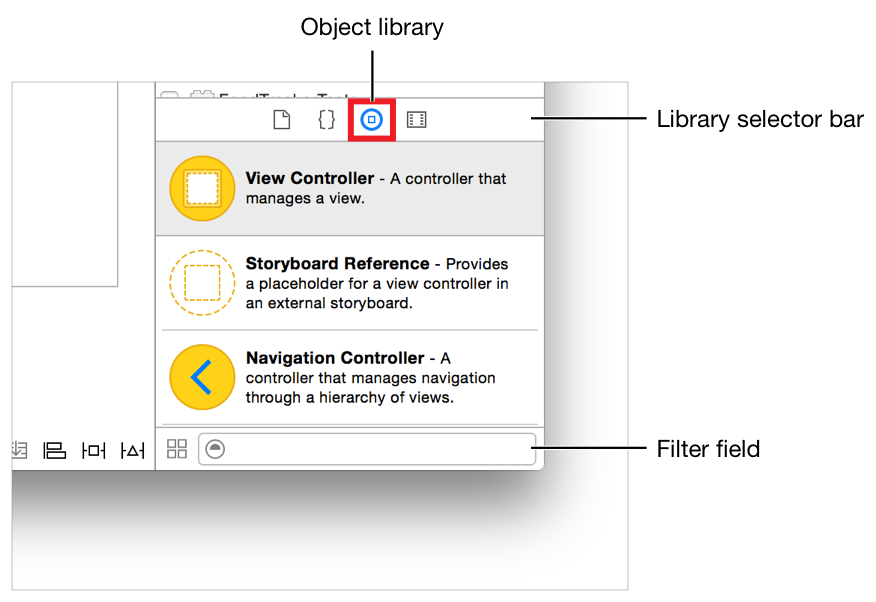 Object library
Library selector bar
View Controller - A controller that
manages a view.
Storyboard Reference - Provides
a placeholder for a view controller in
an external storyboard.
Navigation Controller - A
controller that manages navigation
through a hierarchy of views.
Filter field